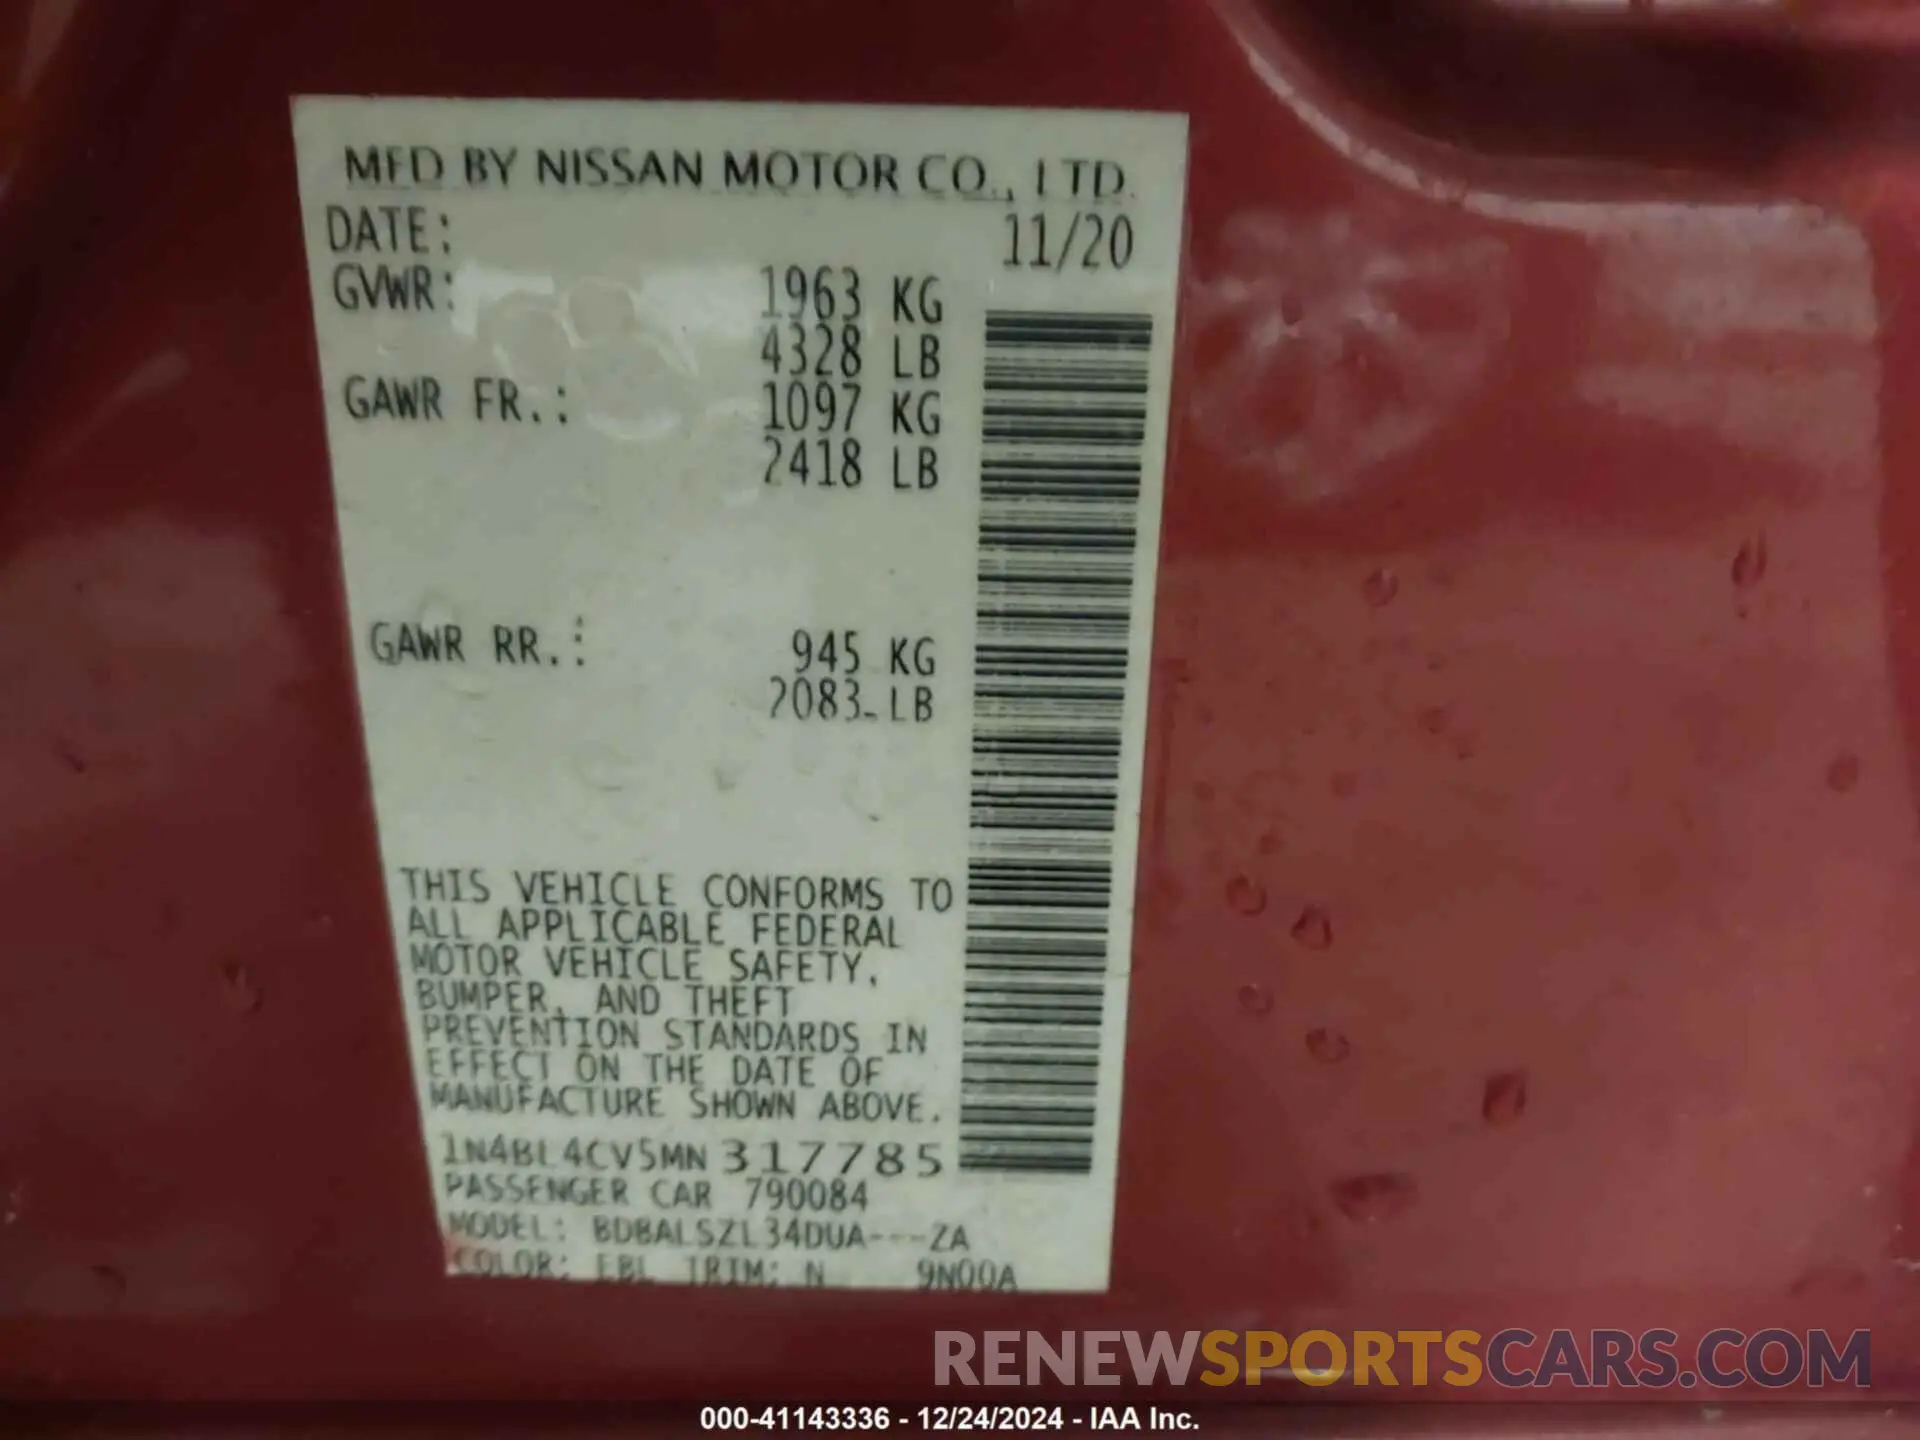 MFD BY NISSAN MOTOR CO., LTD.
DATE: 11/20
GVWR: 1963 KG
4328 LB
GAWR FR.: 1097 KG
2418 LB
GAWR RR.: 945 KG
2083 LB
THIS VEHICLE CONFORMS TO
ALL APPLICABLE FEDERAL
MOTOR VEHICLE SAFETY,
BUMPER, AND THEFT
PREVENTION STANDARDS IN
EFFECT ON THE DATE OF
MANUFACTURE SHOWN ABOVE.
1N4BL4CV5MN317785
PASSENGER CAR 790084
MODEL: BDBALSZL34DUA---ZA
COLOR: EBL TRIM: N 9N00A
RENEWSPORTSCARS.COM
000-41143336 - 12/24/2024 - IAA Inc.